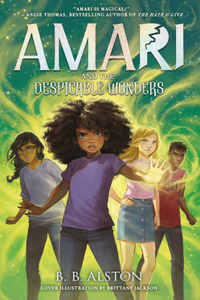 "AMARI IS MAGICAL!"
—ANGIE THOMAS, BESTSELLING AUTHOR OF THE HATE U GIVE
AMARI
AND THE
DESPICABLE WONDERS
B. B. ALSTON
COVER ILLUSTRATION BY BRITTANY JACKSON